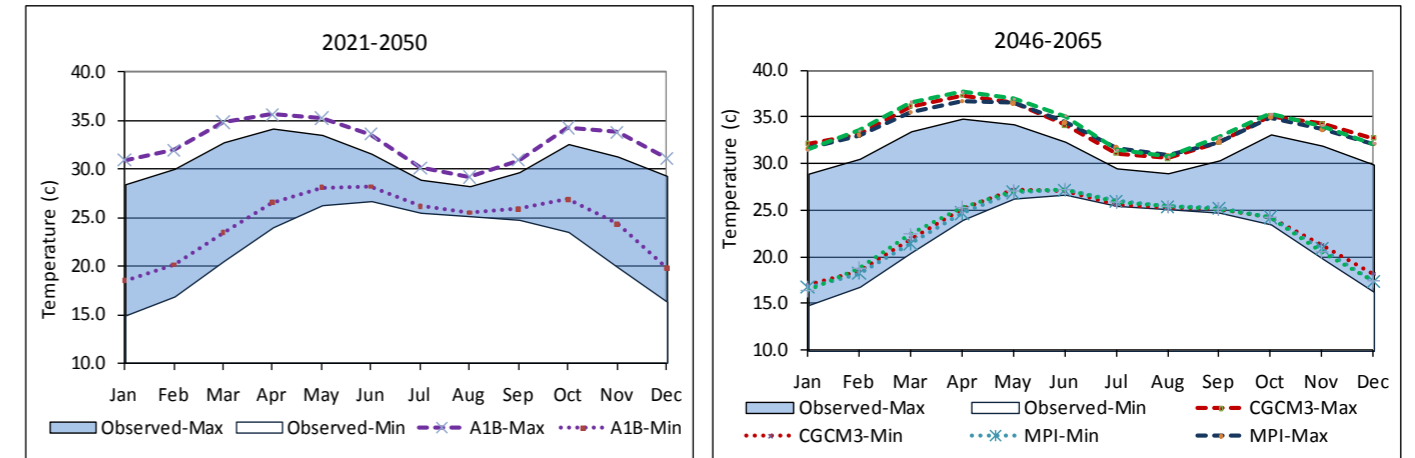 2021-2050
40.0
35.0
30.0
25.0
20.0
15.0
10.0
Temperature (c)
Jan Feb Mar Apr May Jun Jul Aug Sep Oct Nov Dec
Observed-Max Observed-Min A1B-Max A1B-Min
2046-2065
40.0
35.0
30.0
25.0
20.0
15.0
10.0
Temperature (c)
Jan Feb Mar Apr May Jun Jul Aug Sep Oct Nov Dec
Observed-Max Observed-Min CGCM3-Max
CGCM3-Min MPI-Min MPI-Max